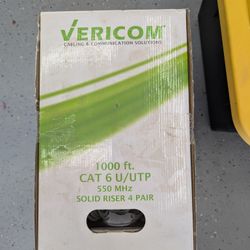 VERICOM
CABLING & COMMUNICATION SOLUTIONS
1000 ft.
CAT 6 U/UTP
550 MHz
SOLID RISER 4 PAIR